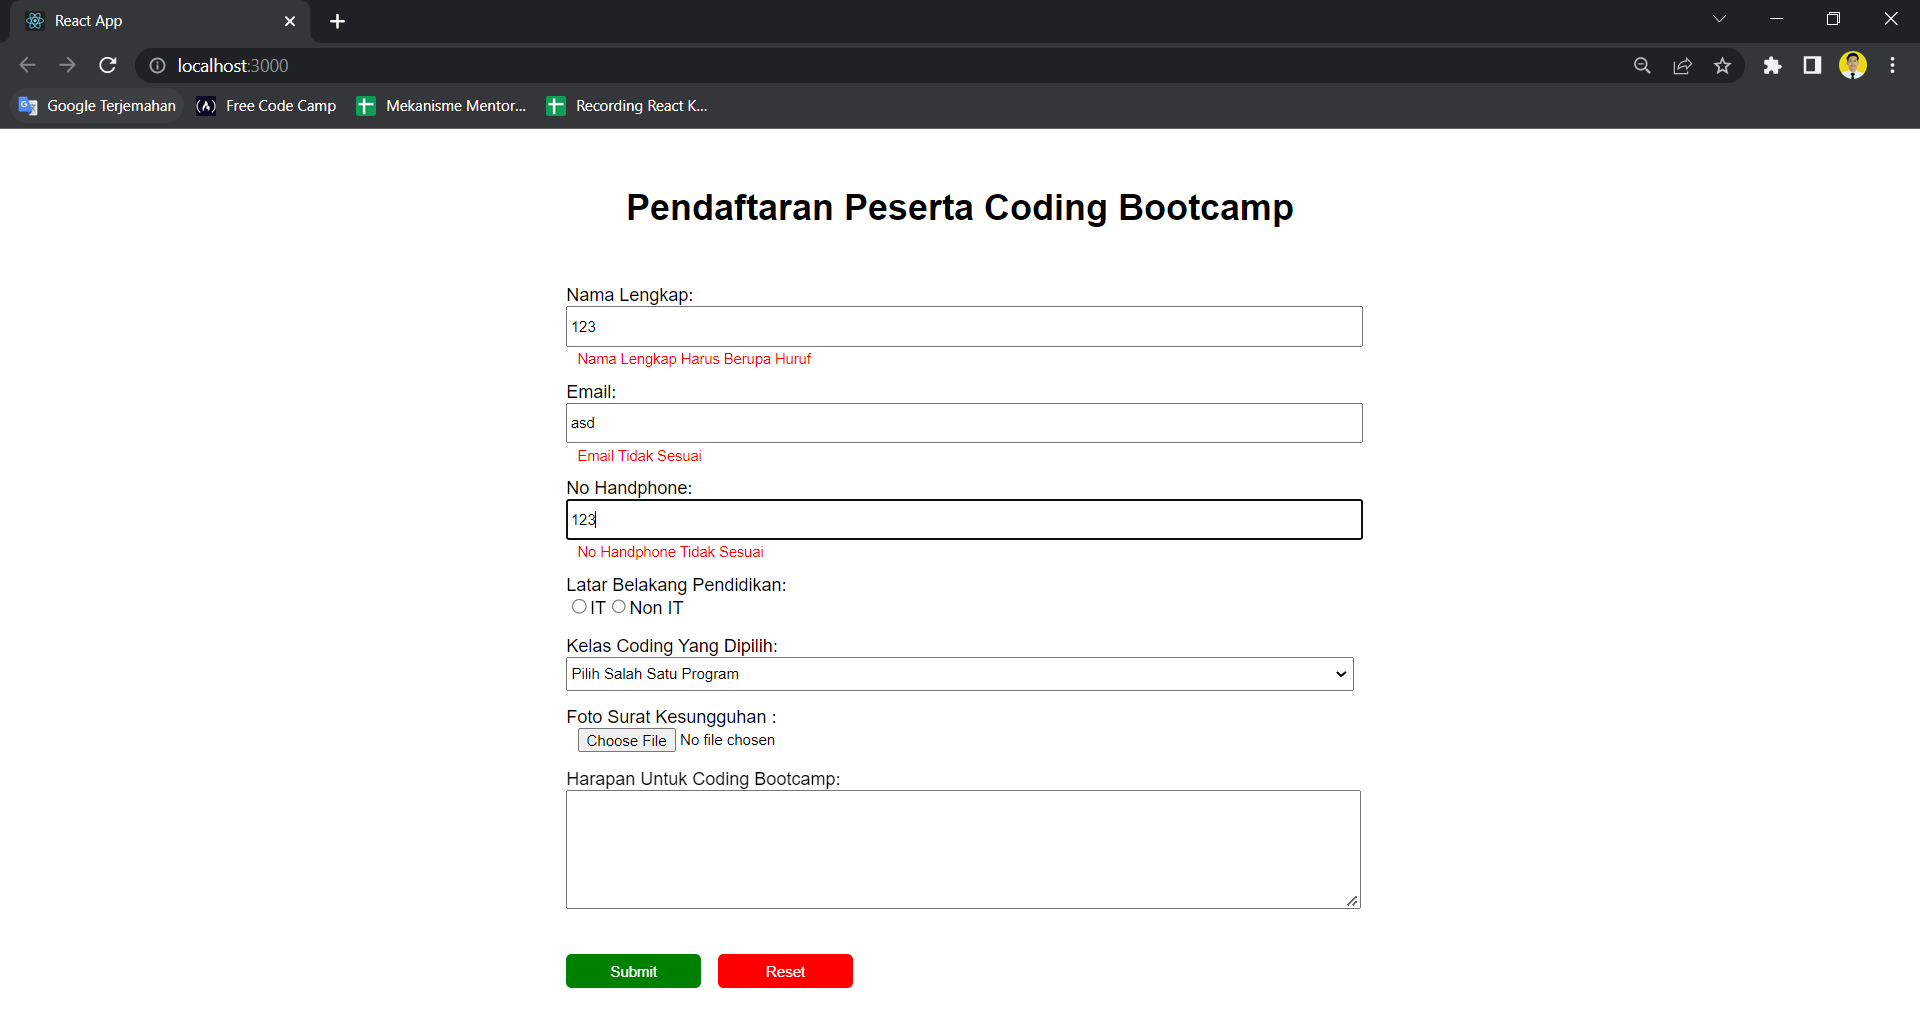 React App
localhost:3000
Google Terjemahan Free Code Camp Mekanisme Mentor... Recording React K...
Pendaftaran Peserta Coding Bootcamp
Nama Lengkap:
123
Nama Lengkap Harus Berupa Huruf
Email:
asd
Email Tidak Sesuai
No Handphone:
123
No Handphone Tidak Sesuai
Latar Belakang Pendidikan:
IT Non IT
Kelas Coding Yang Dipilih:
Pilih Salah Satu Program
Foto Surat Kesungguhan :
Choose File No file chosen
Harapan Untuk Coding Bootcamp:
Submit Reset